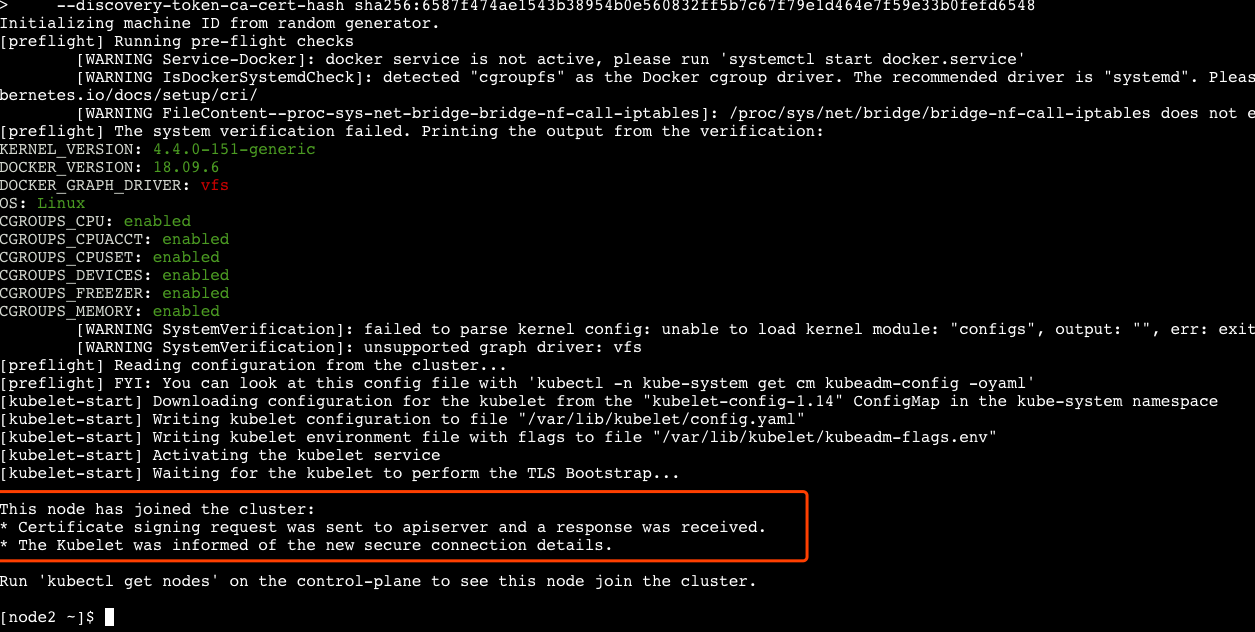 >     --discovery-token-ca-cert-hash sha256:6587f474ae1543b38954b0e560832ff5b7c67f79e1d464e7f59e33b0fefd6548
Initializing machine ID from random generator.
[preflight] Running pre-flight checks
        [WARNING Service-Docker]: docker service is not active, please run 'systemctl start docker.service'
        [WARNING IsDockerSystemdCheck]: detected "cgroupfs" as the Docker cgroup driver. The recommended driver is "systemd". Pleas
bernetes.io/docs/setup/cri/
        [WARNING FileContent--proc-sys-net-bridge-bridge-nf-call-iptables]: /proc/sys/net/bridge/bridge-nf-call-iptables does not e
[preflight] The system verification failed. Printing the output from the verification:
KERNEL_VERSION: 4.4.0-151-generic
DOCKER_VERSION: 18.09.6
DOCKER_GRAPH_DRIVER: vfs
OS: Linux
CGROUPS_CPU: enabled
CGROUPS_CPUACCT: enabled
CGROUPS_CPUSET: enabled
CGROUPS_DEVICES: enabled
CGROUPS_FREEZER: enabled
CGROUPS_MEMORY: enabled
        [WARNING SystemVerification]: failed to parse kernel config: unable to load kernel module: "configs", output: "", err: exit
        [WARNING SystemVerification]: unsupported graph driver: vfs
[preflight] Reading configuration from the cluster...
[preflight] FYI: You can look at this config file with 'kubectl -n kube-system get cm kubeadm-config -oyaml'
[kubelet-start] Downloading configuration for the kubelet from the "kubelet-config-1.14" ConfigMap in the kube-system namespace
[kubelet-start] Writing kubelet configuration to file "/var/lib/kubelet/config.yaml"
[kubelet-start] Writing kubelet environment file with flags to file "/var/lib/kubelet/kubeadm-flags.env"
[kubelet-start] Activating the kubelet service
[kubelet-start] Waiting for the kubelet to perform the TLS Bootstrap...
This node has joined the cluster:
* Certificate signing request was sent to apiserver and a response was received.
* The Kubelet was informed of the new secure connection details.
Run 'kubectl get nodes' on the control-plane to see this node join the cluster.
[node2 ~]$